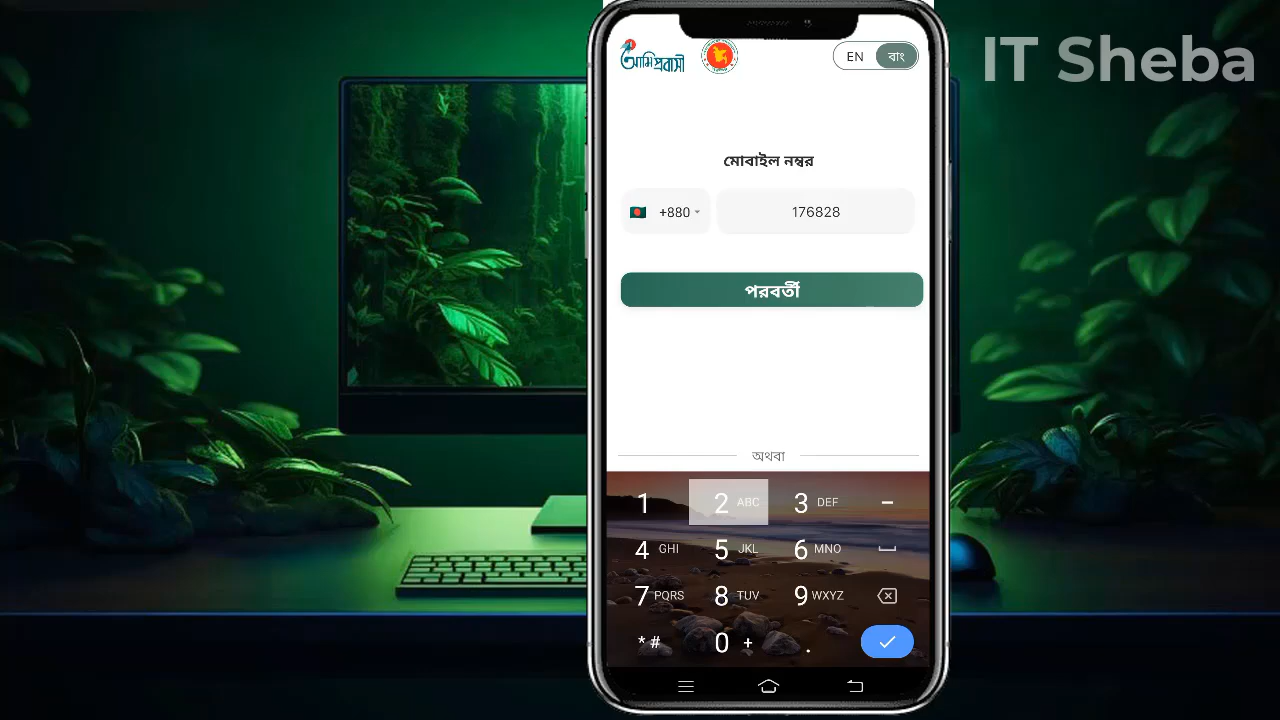 IT Sheba
আমি প্রবাসী
EN বাং
মোবাইল নম্বর
+880 176828
পরবর্তী
অথবা
1 2 ABC 3 DEF -
4 GHI 5 JKL 6 MNO
7 PQRS 8 TUV 9 WXYZ
* # 0 + .